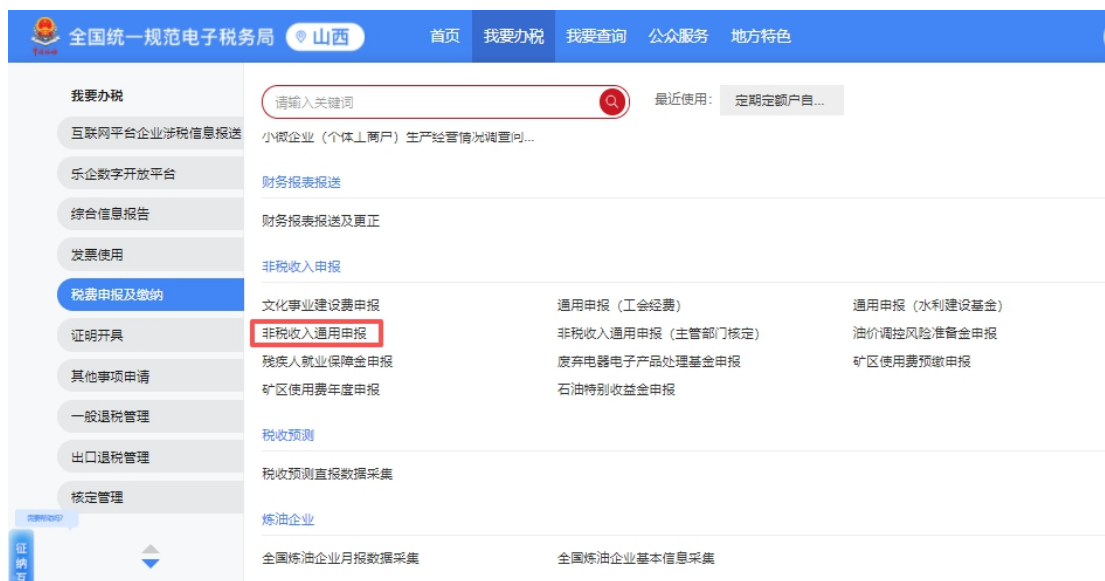 全国统一规范电子税务局 山西 首页 我要办税 我要查询 公众服务 地方特色
我要办税
互联网平台企业涉税信息报送
乐企数字开放平台
综合信息报告
发票使用
税费申报及缴纳
证明开具
其他事项申请
一般退税管理
出口退税管理
核定管理
我要帮助吗?
征纳互
请输入关键词 最近使用: 定期定额户自...
小微企业（个体工商户）生产经营情况调查问...
财务报表报送
财务报表报送及更正
非税收入申报
文化事业建设费申报 通用申报（工会经费） 通用申报（水利建设基金）
非税收入通用申报 非税收入通用申报（主管部门核定） 油价调控风险准备金申报
残疾人就业保障金申报 废弃电器电子产品处理基金申报 矿区使用费预缴申报
矿区使用费年度申报 石油特别收益金申报
税收预测
税收预测直报数据采集
炼油企业
全国炼油企业月报数据采集 全国炼油企业基本信息采集